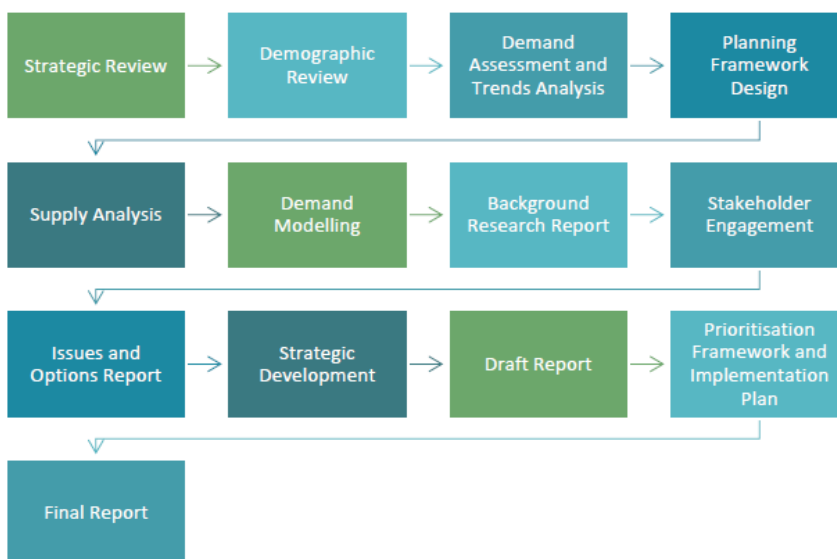 Strategic Review
Demographic
Review
Demand
Assessment and
Trends Analysis
Planning
Framework
Design
Supply Analysis
Demand
Modelling
Background
Research Report
Stakeholder
Engagement
Issues and
Options Report
Strategic
Development
Draft Report
Prioritisation
Framework and
Implementation
Plan
Final Report